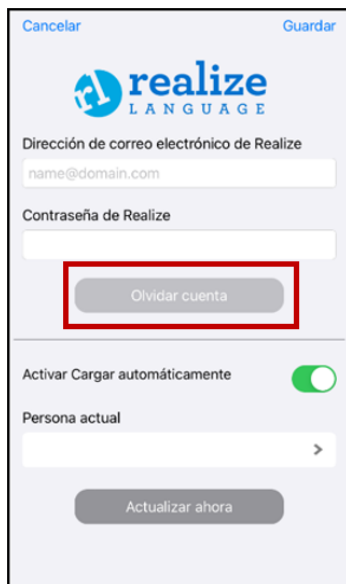 Cancelar Guardar
rl realize
LANGUAGE
Dirección de correo electrónico de Realize
name@domain.com
Contraseña de Realize
Olvidar cuenta
Activar Cargar automáticamente
Persona actual
Actualizar ahora